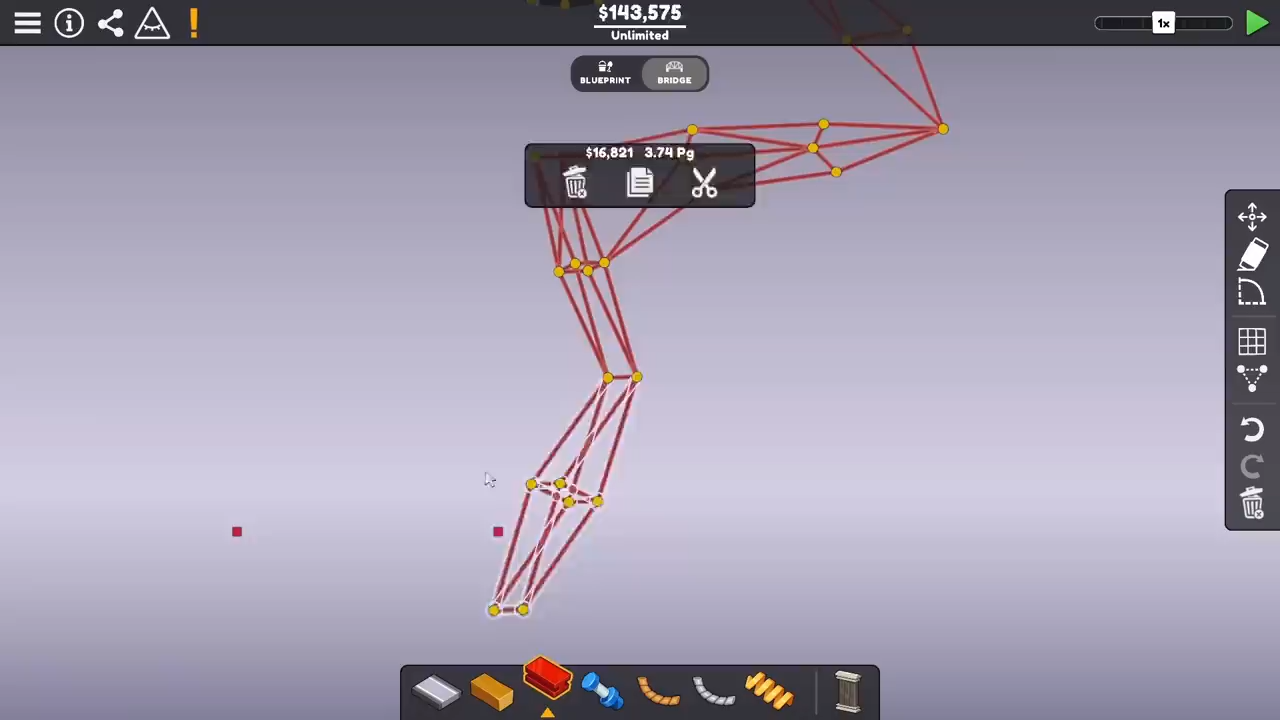 $143,575
Unlimited
1x
BLUEPRINT
BRIDGE
$16,821 3.74 Pg